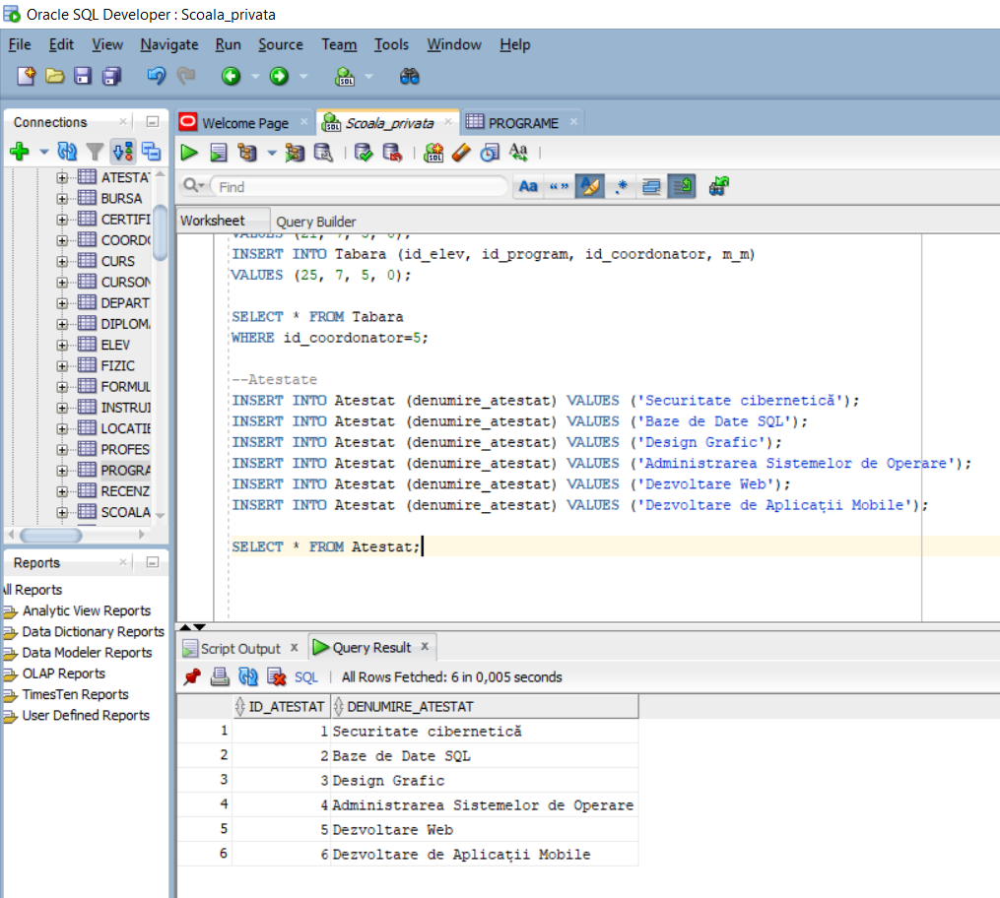 Oracle SQL Developer : Scoala_privata
File Edit View Navigate Run Source Team Tools Window Help
Connections
Welcome Page
Scoala_privata
PROGRAME
Find
Aa
“ ”
.*
Worksheet
Query Builder
ATESTAT
BURSA
CERTIFI
COORDO
CURS
CURSON
DEPART
DIPLOMA
ELEV
FIZIC
FORMUL
INSTRUI
LOCATIE
PROFES
PROGRA
RECENZ
SCOALA
VALUES (21, 7, 5, 0);
INSERT INTO Tabara (id_elev, id_program, id_coordonator, m_m)
VALUES (25, 7, 5, 0);
SELECT * FROM Tabara
WHERE id_coordonator=5;
--Atestate
INSERT INTO Atestat (denumire_atestat) VALUES ('Securitate cibernetică');
INSERT INTO Atestat (denumire_atestat) VALUES ('Baze de Date SQL');
INSERT INTO Atestat (denumire_atestat) VALUES ('Design Grafic');
INSERT INTO Atestat (denumire_atestat) VALUES ('Administrarea Sistemelor de Operare');
INSERT INTO Atestat (denumire_atestat) VALUES ('Dezvoltare Web');
INSERT INTO Atestat (denumire_atestat) VALUES ('Dezvoltare de Aplicații Mobile');
SELECT * FROM Atestat;
Reports
All Reports
Analytic View Reports
Data Dictionary Reports
Data Modeler Reports
OLAP Reports
TimesTen Reports
User Defined Reports
Script Output
Query Result
SQL
All Rows Fetched: 6 in 0,005 seconds
ID_ATESTAT DENUMIRE_ATESTAT
1 1 Securitate cibernetică
2 2 Baze de Date SQL
3 3 Design Grafic
4 4 Administrarea Sistemelor de Operare
5 5 Dezvoltare Web
6 6 Dezvoltare de Aplicații Mobile